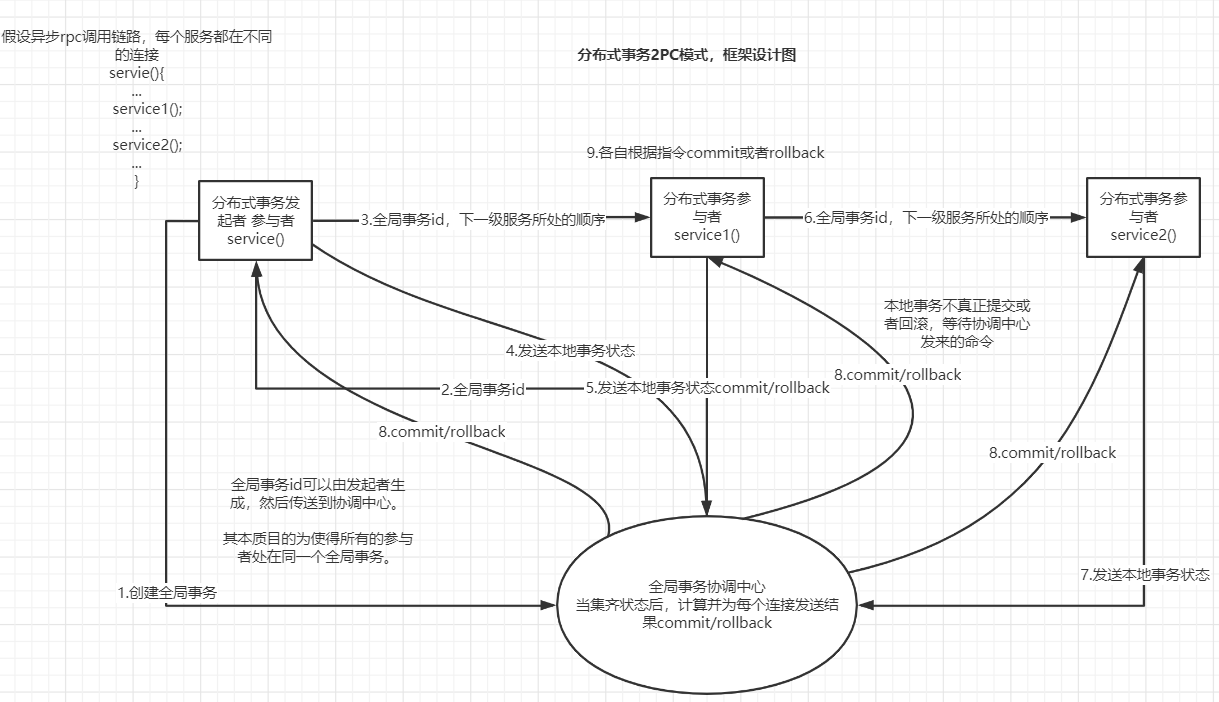 假设异步rpc调用链路，每个服务都在不同
的连接
servie(){
...
service1();
...
service2();
...
}
分布式事务2PC模式，框架设计图
9.各自根据指令commit或者rollback
分布式事务发
起者 参与者
service()
3.全局事务id，下一级服务所处的顺序
分布式事务参
与者
service1()
6.全局事务id，下一级服务所处的顺序
分布式事务参
与者
service2()
本地事务不真正提交或
者回滚，等待协调中心
发来的命令
4.发送本地事务状态
8.commit/rollback
2.全局事务id
5.发送本地事务状态commit/rollback
8.commit/rollback
8.commit/rollback
全局事务id可以由发起者生
成，然后传送到协调中心。
其本质目的为使得所有的参与
者处在同一个全局事务。
1.创建全局事务
7.发送本地事务状态
全局事务协调中心
当集齐状态后，计算并为每个连接发送结
果commit/rollback